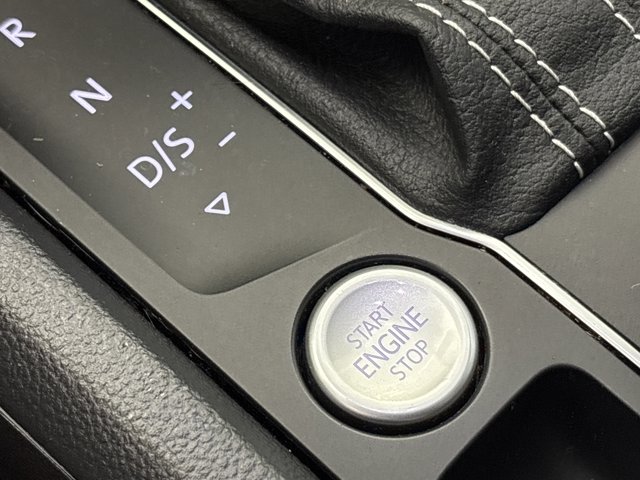 R
N
D/S
+
−
START
ENGINE
STOP